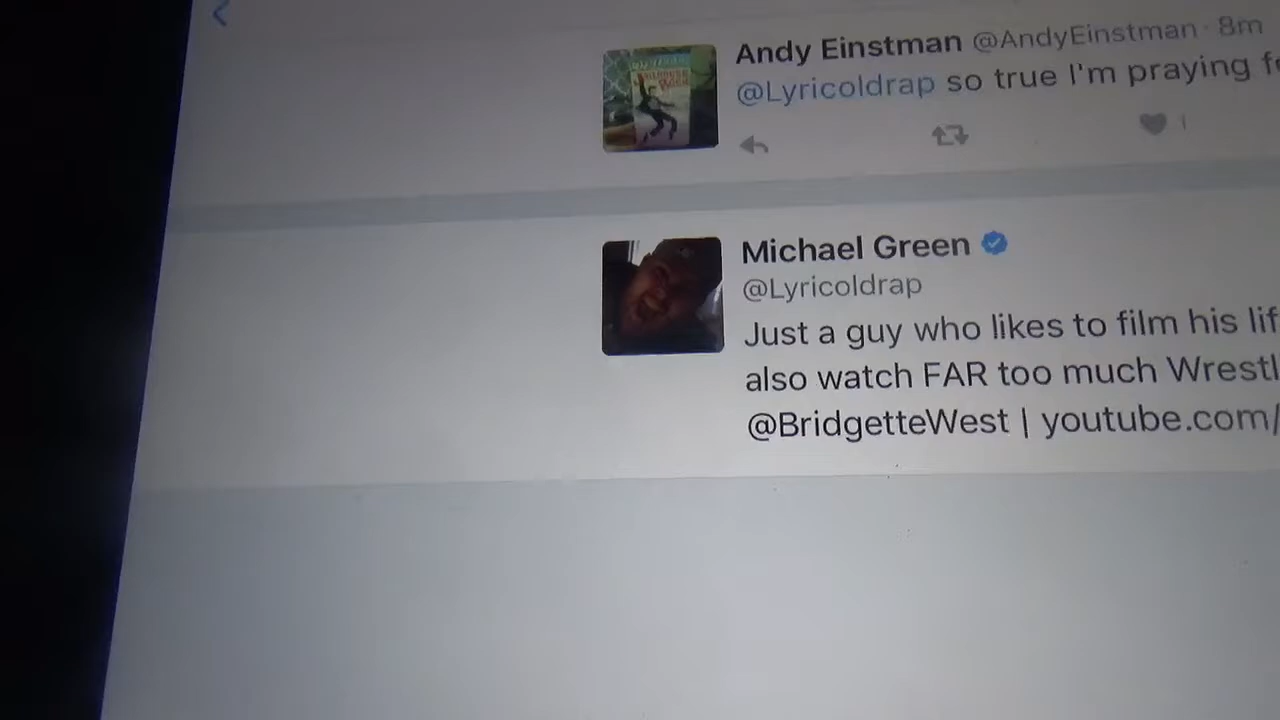 Andy Einstman @AndyEinstman · 8m
@Lyricoldrap so true I'm praying
1
Michael Green
@Lyricoldrap
Just a guy who likes to film his
also watch FAR too much
@BridgetteWest | youtube.com/